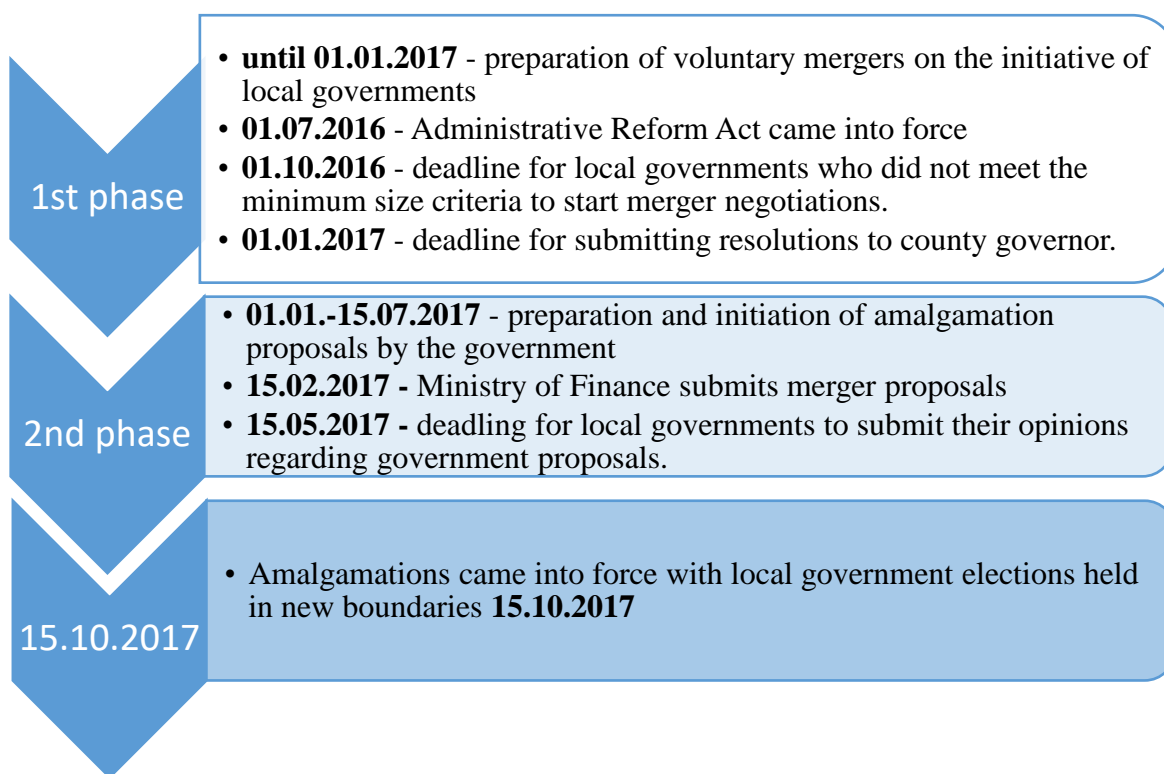 1st phase
• until 01.01.2017 - preparation of voluntary mergers on the initiative of
local governments
• 01.07.2016 - Administrative Reform Act came into force
• 01.10.2016 - deadline for local governments who did not meet the
minimum size criteria to start merger negotiations.
• 01.01.2017 - deadline for submitting resolutions to county governor.
2nd phase
• 01.01.-15.07.2017 - preparation and initiation of amalgamation
proposals by the government
• 15.02.2017 - Ministry of Finance submits merger proposals
• 15.05.2017 - deadling for local governments to submit their opinions
regarding government proposals.
15.10.2017
• Amalgamations came into force with local government elections held
in new boundaries 15.10.2017